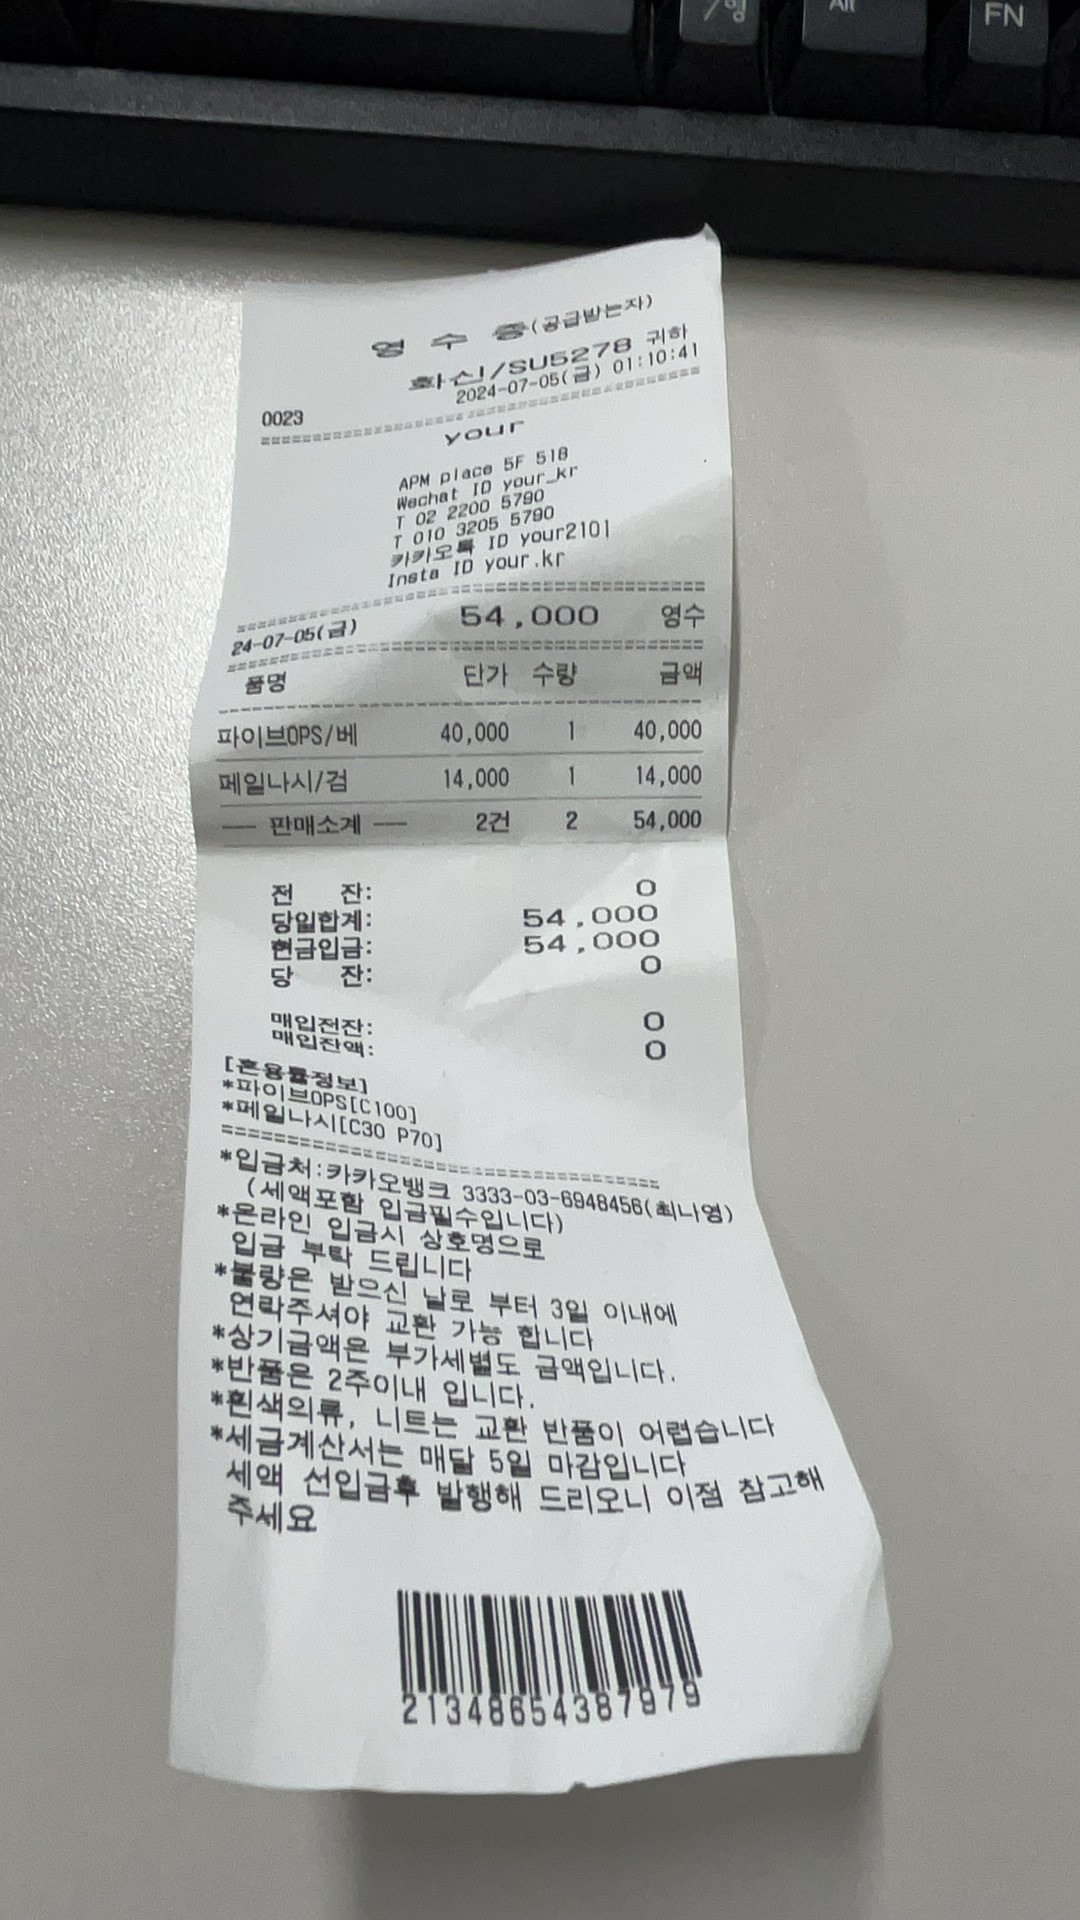 /영
Alt
FN
영 수 증(공급받는자)
화신/SU5278 귀하
2024-07-05(금) 01:10:41
0023
your
APM place 5F 518
Wechat ID your_kr
T 02 2200 5790
T 010 3205 5790
카카오톡 ID your2101
Insta ID your.kr
24-07-05(금) 54,000 영수
품명 단가 수량 금액
파이브OPS/베 40,000 1 40,000
페일나시/검 14,000 1 14,000
── 판매소계 ── 2건 2 54,000
전 잔: 0
당일합계: 54,000
현금입금: 54,000
당 잔: 0
매입전잔: 0
매입잔액: 0
[혼용률정보]
*파이브OPS[C100]
*페일나시[C30 P70]
*입금처:카카오뱅크 3333-03-6948456(최나영)
(세액포함 입금필수입니다)
*온라인 입금시 상호명으로
입금 부탁 드립니다
*불량은 받으신 날로 부터 3일 이내에
연락주셔야 교환 가능 합니다
*상기금액은 부가세별도 금액입니다.
*반품은 2주이내 입니다.
*흰색의류, 니트는 교환 반품이 어렵습니다
*세금계산서는 매달 5일 마감입니다
세액 선입금후 발행해 드리오니 이점 참고해
주세요
21348654387979